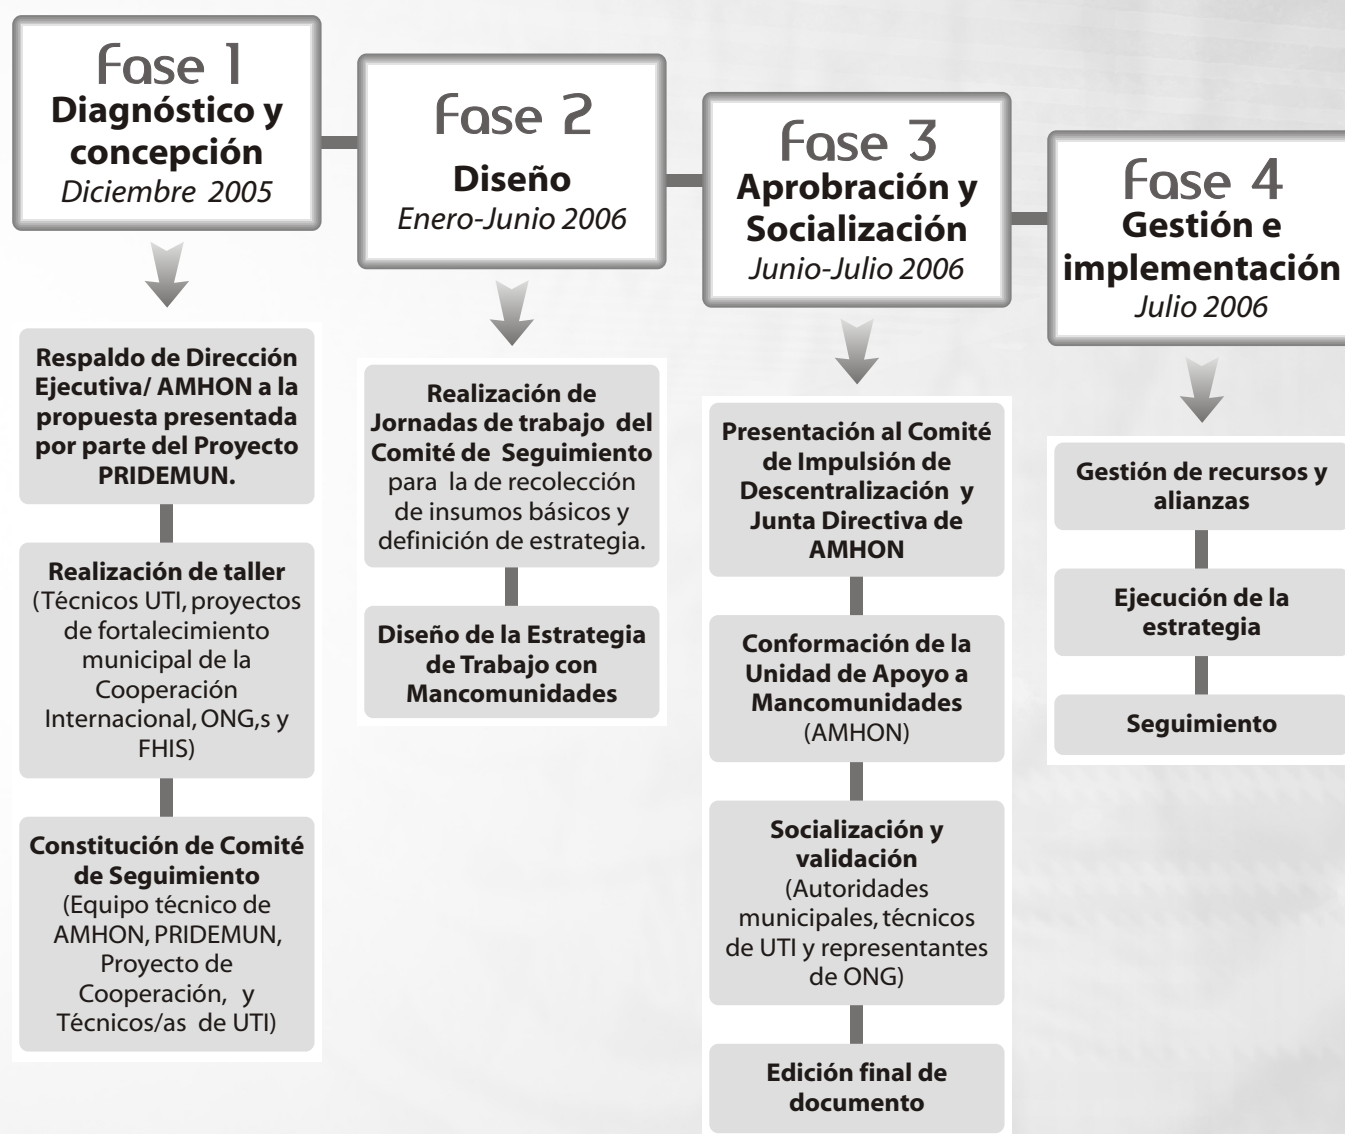 Fase 1
Diagnóstico y
concepción
Diciembre 2005
Respaldo de Dirección
Ejecutiva/ AMHON a la
propuesta presentada
por parte del Proyecto
PRIDEMUN.
Realización de taller
(Técnicos UTI, proyectos
de fortalecimiento
municipal de la
Cooperación
Internacional, ONG,s y
FHIS)
Constitución de Comité
de Seguimiento
(Equipo técnico de
AMHON, PRIDEMUN,
Proyecto de
Cooperación, y
Técnicos/as de UTI)
Fase 2
Diseño
Enero-Junio 2006
Realización de
Jornadas de trabajo del
Comité de Seguimiento
para la de recolección
de insumos básicos y
definición de estrategia.
Diseño de la Estrategia
de Trabajo con
Mancomunidades
Fase 3
Aprobración y
Socialización
Junio-Julio 2006
Presentación al Comité
de Impulsión de
Descentralización y
Junta Directiva de
AMHON
Conformación de la
Unidad de Apoyo a
Mancomunidades
(AMHON)
Socialización y
validación
(Autoridades
municipales, técnicos
de UTI y representantes
de ONG)
Edición final de
documento
Fase 4
Gestión e
implementación
Julio 2006
Gestión de recursos y
alianzas
Ejecución de la
estrategia
Seguimiento